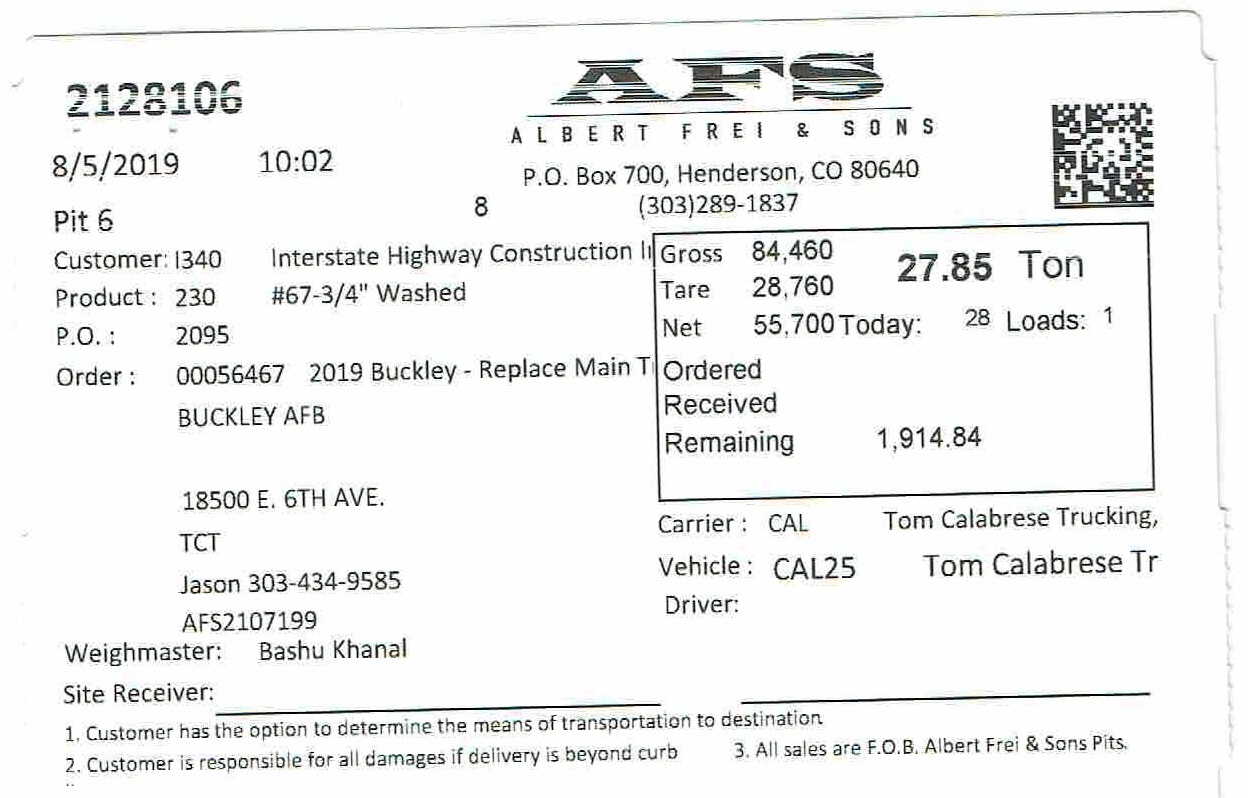 2128106
AFS
ALBERT FREI & SONS
8/5/2019 10:02
P.O. Box 700, Henderson, CO 80640
Pit 6 8 (303)289-1837
Customer: I340 Interstate Highway Construction I
Gross 84,460 27.85 Ton
Product : 230 #67-3/4" Washed
Tare 28,760
P.O. : 2095
Net 55,700 Today: 28 Loads: 1
Order : 00056467 2019 Buckley - Replace Main T
Ordered
BUCKLEY AFB
Received
Remaining 1,914.84
18500 E. 6TH AVE.
Carrier : CAL Tom Calabrese Trucking,
TCT
Vehicle : CAL25 Tom Calabrese Tr
Jason 303-434-9585
Driver:
AFS2107199
Weighmaster: Bashu Khanal
Site Receiver:
1. Customer has the option to determine the means of transportation to destination
2. Customer is responsible for all damages if delivery is beyond curb 3. All sales are F.O.B. Albert Frei & Sons Pits.